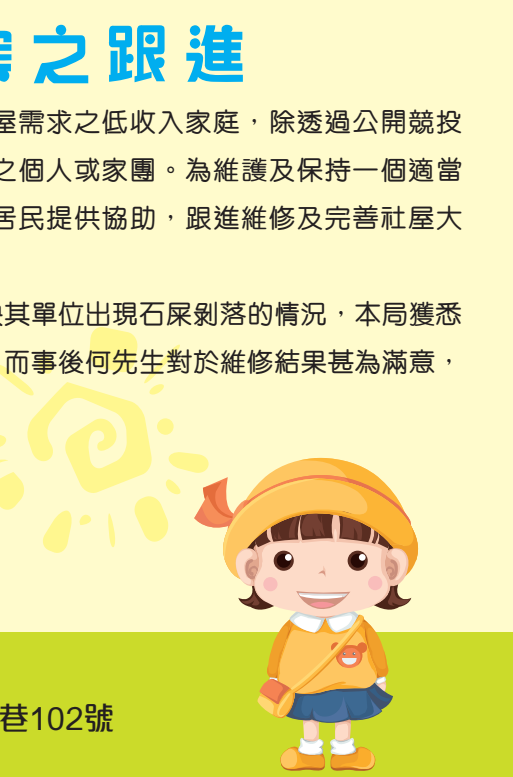 之跟進
屋需求之低收入家庭，除透過公開競投
之個人或家團。為維護及保持一個適當
居民提供協助，跟進維修及完善社屋大
其單位出現石屎剝落的情況，本局獲悉
，而事後何先生對於維修結果甚為滿意，
巷102號